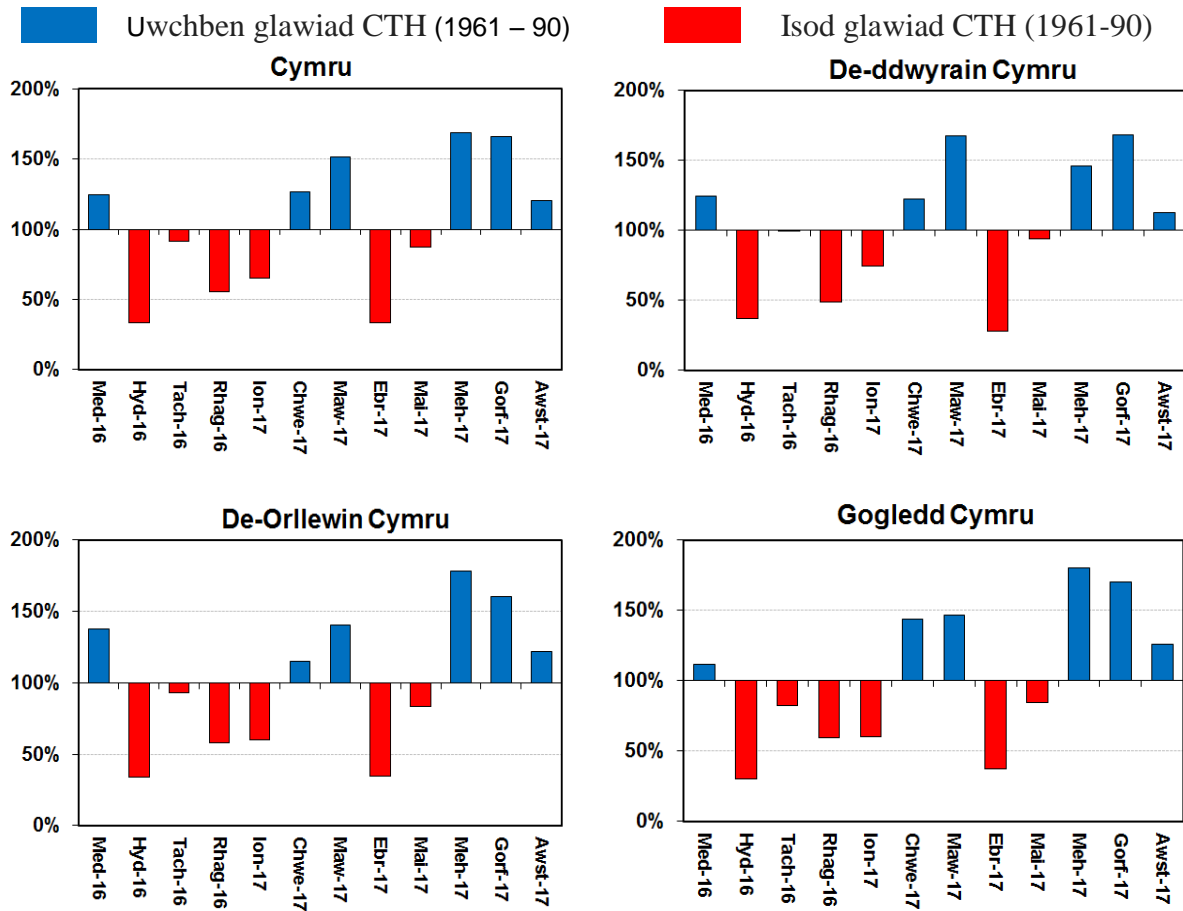 Uwchben glawiad CTH (1961 – 90)
Isod glawiad CTH (1961-90)
Cymru
200%
150%
100%
50%
0%
Med-16
Hyd-16
Tach-16
Rhag-16
Ion-17
Chwe-17
Maw-17
Ebr-17
Mai-17
Meh-17
Gorf-17
Awst-17
De-ddwyrain Cymru
200%
150%
100%
50%
0%
Med-16
Hyd-16
Tach-16
Rhag-16
Ion-17
Chwe-17
Maw-17
Ebr-17
Mai-17
Meh-17
Gorf-17
Awst-17
De-Orllewin Cymru
200%
150%
100%
50%
0%
Med-16
Hyd-16
Tach-16
Rhag-16
Ion-17
Chwe-17
Maw-17
Ebr-17
Mai-17
Meh-17
Gorf-17
Awst-17
Gogledd Cymru
200%
150%
100%
50%
0%
Med-16
Hyd-16
Tach-16
Rhag-16
Ion-17
Chwe-17
Maw-17
Ebr-17
Mai-17
Meh-17
Gorf-17
Awst-17